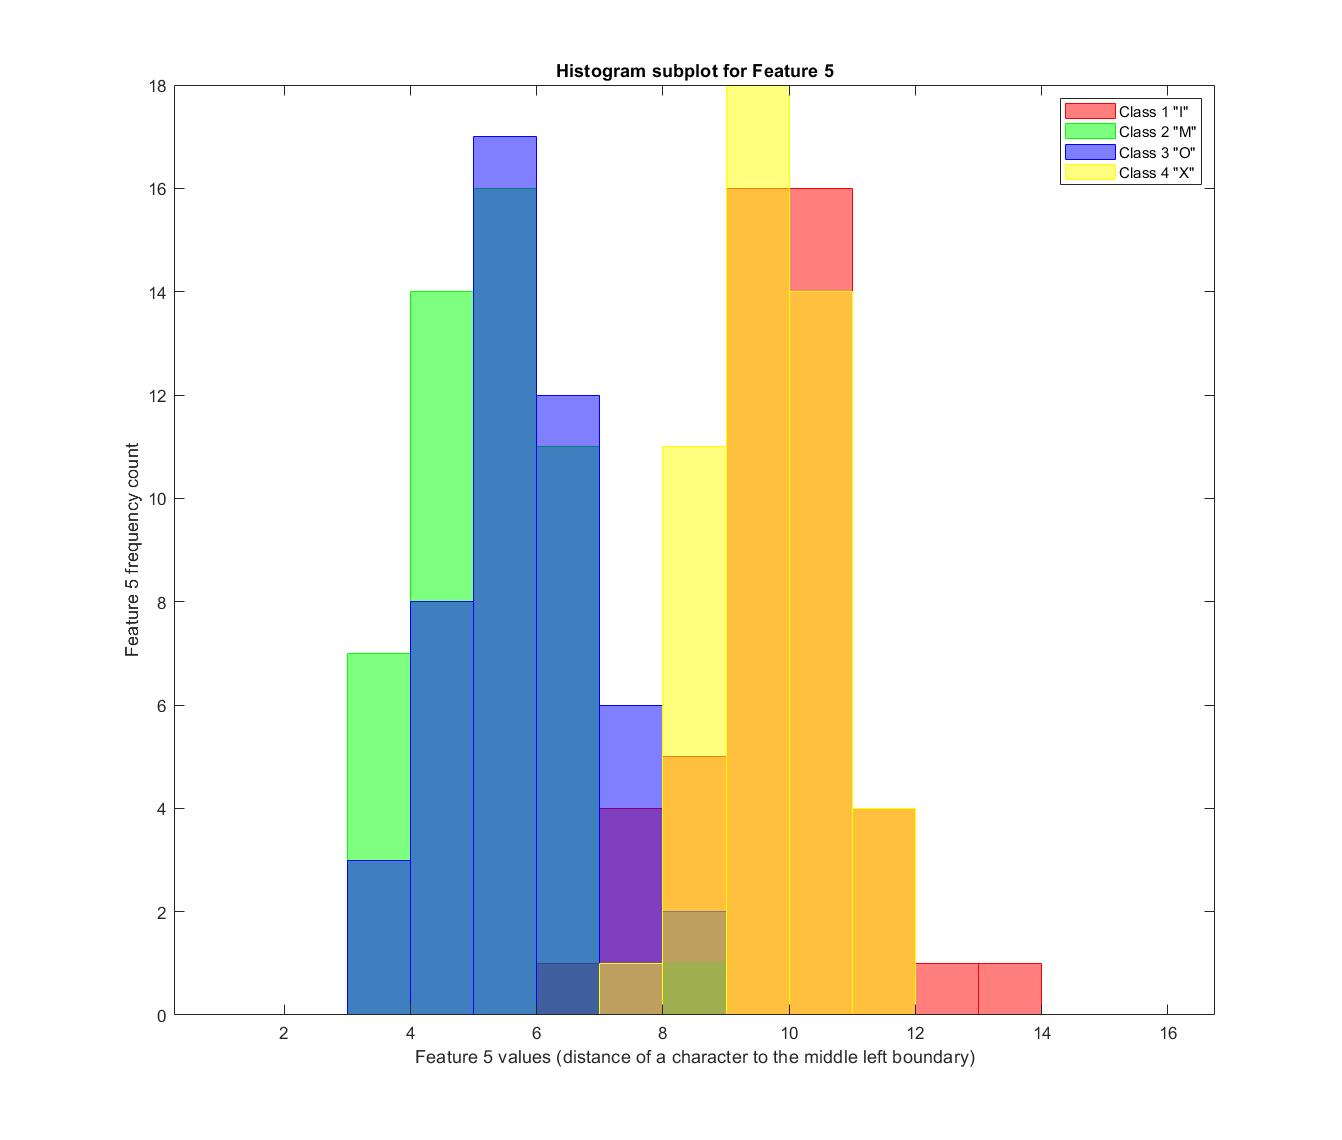 Histogram subplot for Feature 5
Class 1 "I"
Class 2 "M"
Class 3 "O"
Class 4 "X"
18
16
14
12
10
8
6
4
2
0
Feature 5 frequency count
2 4 6 8 10 12 14 16
Feature 5 values (distance of a character to the middle left boundary)